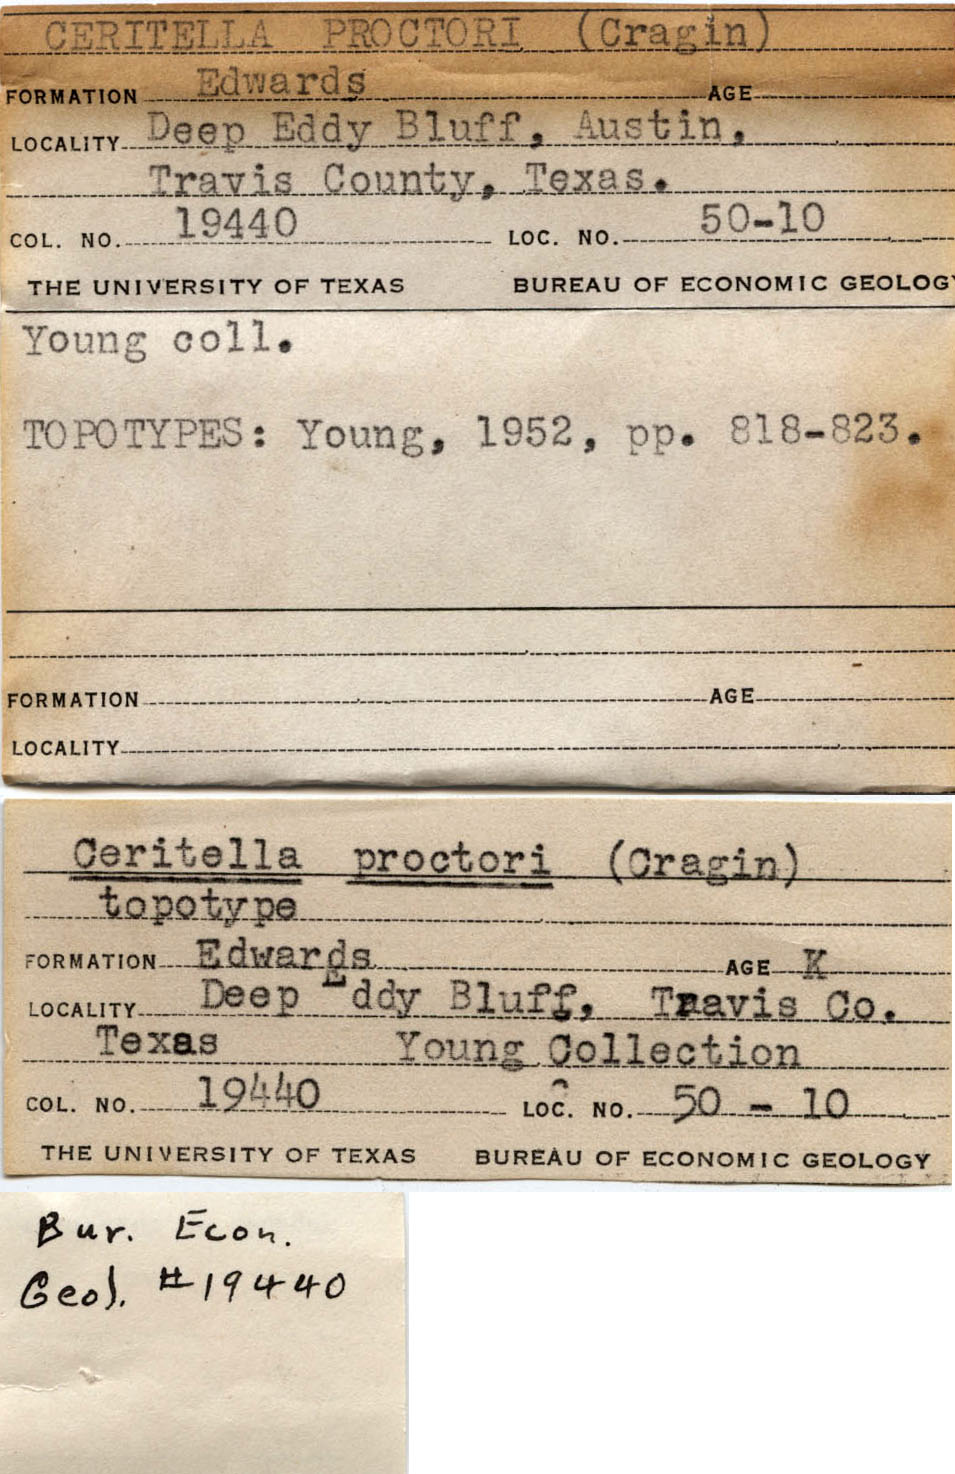 CERITELLA PROCTORI (Cragin)
FORMATION Edwards AGE
LOCALITY Deep Eddy Bluff, Austin,
Travis County, Texas.
COL. NO. 19440 LOC. NO. 50-10
THE UNIVERSITY OF TEXAS BUREAU OF ECONOMIC GEOLOGY
Young coll.
TOPOTYPES: Young, 1952, pp. 818-823.
FORMATION AGE
LOCALITY
Ceritella proctori (Cragin)
topotype
FORMATION Edwards AGE K
LOCALITY Deep Eddy Bluff, Travis Co.
Texas Young Collection
COL. NO. 19440 LOC. NO. 50 - 10
THE UNIVERSITY OF TEXAS BUREAU OF ECONOMIC GEOLOGY
Bur. Econ.
Geol. #19440